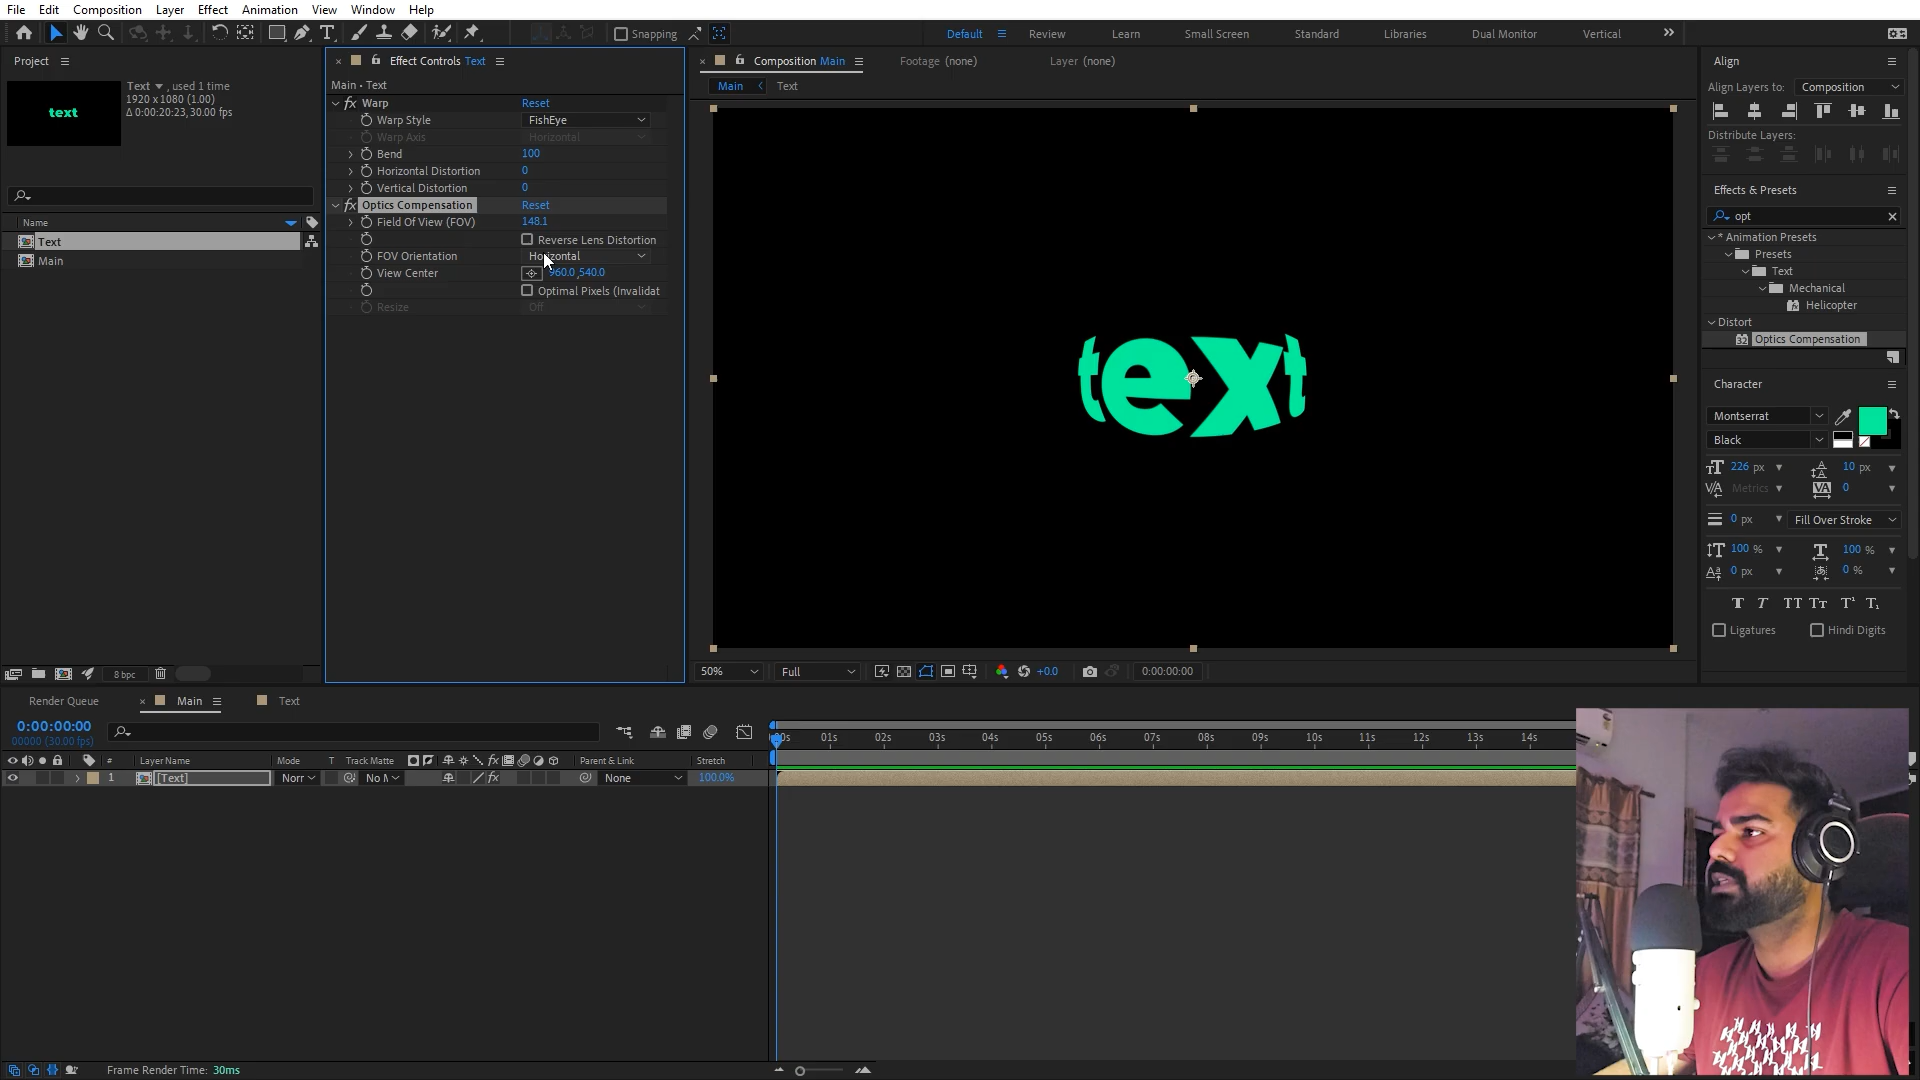 File Edit Composition Layer Effect Animation View Window Help
Snapping
Default Review Learn Small Screen Standard Libraries Dual Monitor Vertical
Project
Text , used 1 time
1920 x 1080 (1.00)
Δ 0:00:20:23, 30.00 fps
text
Name
Text
Main
8 bpc
Effect Controls Text
Main • Text
fx Warp Reset
Warp Style FishEye
Warp Axis Horizontal
Bend 100
Horizontal Distortion 0
Vertical Distortion 0
fx Optics Compensation Reset
Field Of View (FOV) 148.1
Reverse Lens Distortion
FOV Orientation Horizontal
View Center 960.0,540.0
Optimal Pixels (Invalidat
Resize Off
Composition Main Footage (none) Layer (none)
Main Text
text
50% Full +0.0 0:00:00:00
Align
Align Layers to: Composition
Distribute Layers:
Effects & Presets
opt
* Animation Presets
Presets
Text
Mechanical
Helicopter
Distort
32 Optics Compensation
Character
Montserrat
Black
226 px 10 px
Metrics 0
0 px Fill Over Stroke
100 % 100 %
0 px 0 %
T T TT Tt T¹ T₁
Ligatures Hindi Digits
Render Queue Main Text
0:00:00:00
00000 (30.00 fps)
# Layer Name Mode T Track Matte fx Parent & Link Stretch
1 [Text] Norr No M fx None 100.0%
00s 01s 02s 03s 04s 05s 06s 07s 08s 09s 10s 11s 12s 13s 14s
Frame Render Time: 30ms